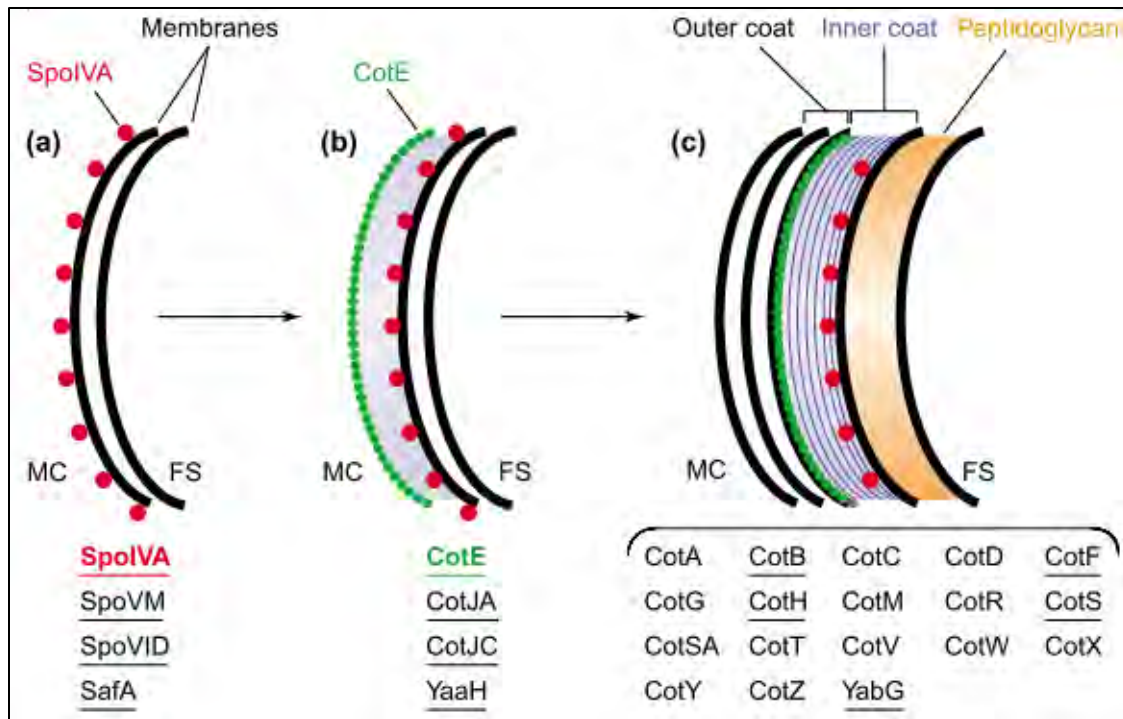 Membranes
SpoIVA
(a)
MC
FS
SpoIVA
SpoVM
SpoVID
SafA
CotE
(b)
MC
FS
CotE
CotJA
CotJC
YaaH
Outer coat Inner coat Peptidoglycan
(c)
MC
FS
CotA CotB CotC CotD CotF
CotG CotH CotM CotR CotS
CotSA CotT CotV CotW CotX
CotY CotZ YabG